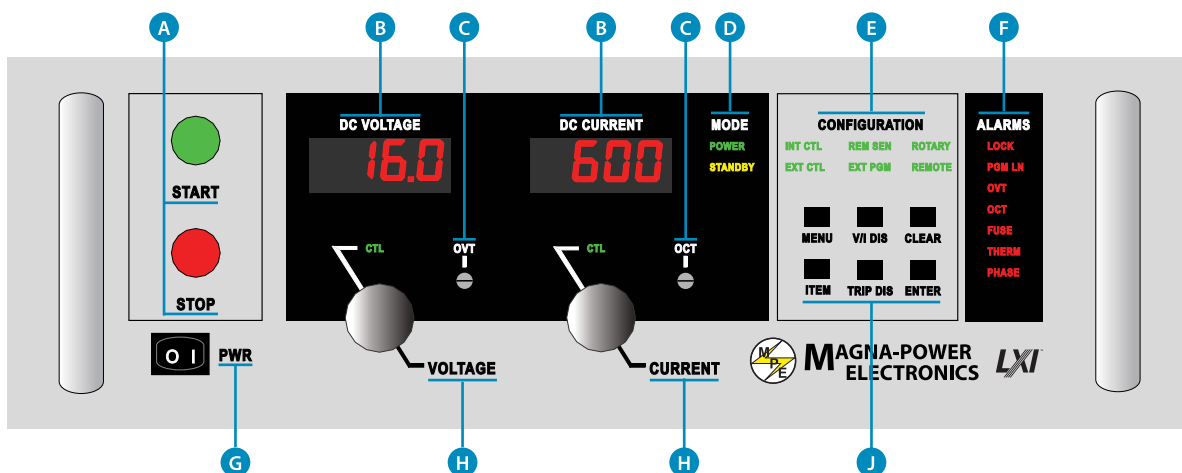 A B C B C D E F
DC VOLTAGE
16.0
CTL
OVT
DC CURRENT
600
CTL
OCT
MODE
POWER
STANDBY
CONFIGURATION
INT CTL REM SEN ROTARY
EXT CTL EXT PGM REMOTE
MENU V/I DIS CLEAR
ITEM TRIP DIS ENTER
ALARMS
LOCK
PGM LN
OVT
OCT
FUSE
THERM
PHASE
START
STOP
O I PWR
VOLTAGE
CURRENT
MPE
MAGNA-POWER
ELECTRONICS
LXI
G H H J